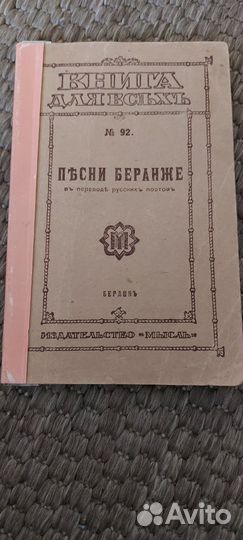 КНИГА
ДЛЯ ВСѢХЪ
№ 92.
ПѢСНИ БЕРАНЖЕ
въ переводѣ русскихъ поэтовъ
М
БЕРЛИНЪ
ИЗДАТЕЛЬСТВО „МЫСЛЬ“
Avito